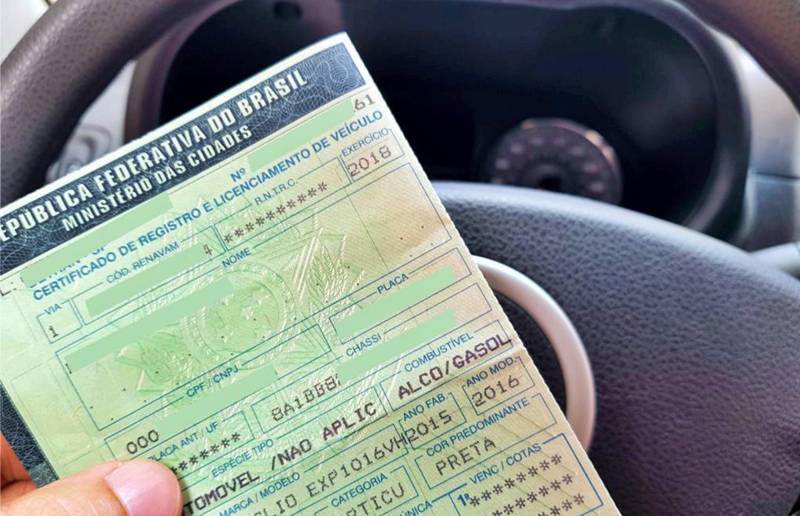 REPÚBLICA FEDERATIVA DO BRASIL
MINISTÉRIO DAS CIDADES
Nº 61
CERTIFICADO DE REGISTRO E LICENCIAMENTO DE VEÍCULO
VIA CÓD. RENAVAM R.N.T.R.C. EXERCÍCIO
1 4 ********** 2018
NOME
CPF / CNPJ PLACA
000
PLACA ANT / UF CHASSI
******* 8A1BB8
ESPÉCIE TIPO COMBUSTÍVEL
AUTOMOVEL /NAO APLIC ALCO/GASOL
MARCA / MODELO ANO FAB. ANO MOD.
CLIO EXP1016VH 2015 2016
CATEGORIA COR PREDOMINANTE
PARTICU PRETA
ÚNICA VENC / COTAS
1ª ********